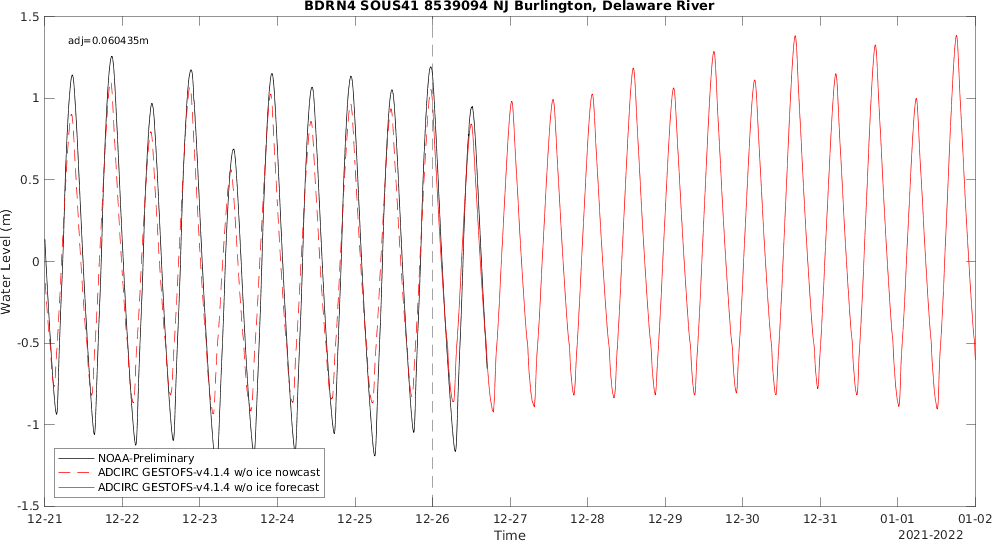 BDRN4 SOUS41 8539094 NJ Burlington, Delaware River
adj=0.060435m
1.5
1
0.5
0
-0.5
-1
-1.5
Water Level (m)
NOAA-Preliminary
ADCIRC GESTOFS-v4.1.4 w/o ice nowcast
ADCIRC GESTOFS-v4.1.4 w/o ice forecast
12-21 12-22 12-23 12-24 12-25 12-26 12-27 12-28 12-29 12-30 12-31 01-01 01-02
Time
2021-2022